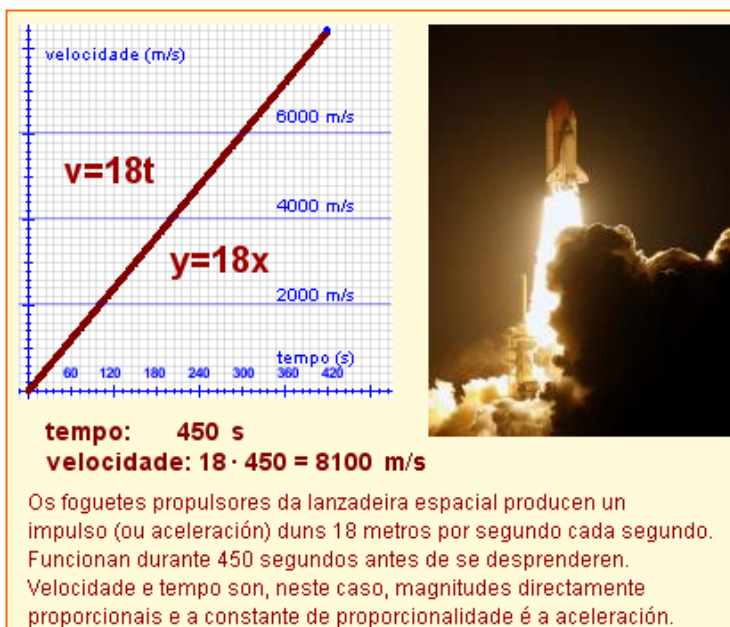 velocidade (m/s)
6000 m/s
v=18t
4000 m/s
y=18x
2000 m/s
tempo (s)
60 120 180 240 300 360 420
tempo: 450 s
velocidade: 18 · 450 = 8100 m/s
Os foguetes propulsores da lanzadeira espacial producen un
impulso (ou aceleración) duns 18 metros por segundo cada segundo.
Funcionan durante 450 segundos antes de se desprenderen.
Velocidade e tempo son, neste caso, magnitudes directamente
proporcionais e a constante de proporcionalidade é a aceleración.